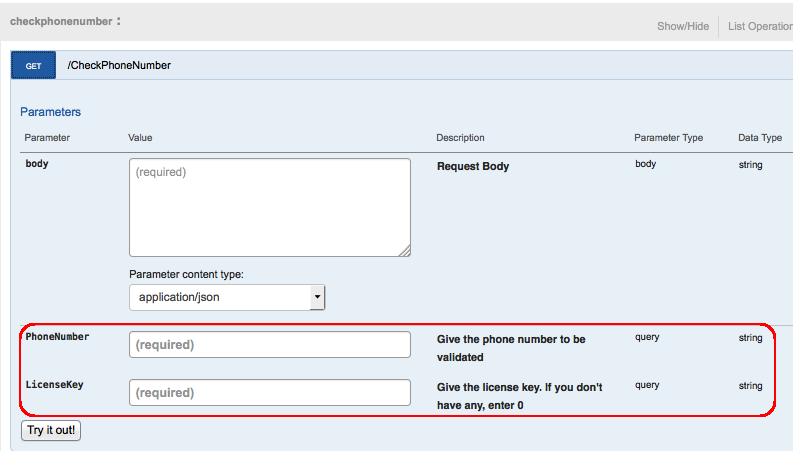 checkphonenumber :
Show/Hide
List Operation
GET
/CheckPhoneNumber
Parameters
Parameter Value Description Parameter Type Data Type
body (required) Request Body body string
Parameter content type:
application/json
PhoneNumber (required) Give the phone number to be query string
validated
LicenseKey (required) Give the license key. If you don't query string
have any, enter 0
Try it out!